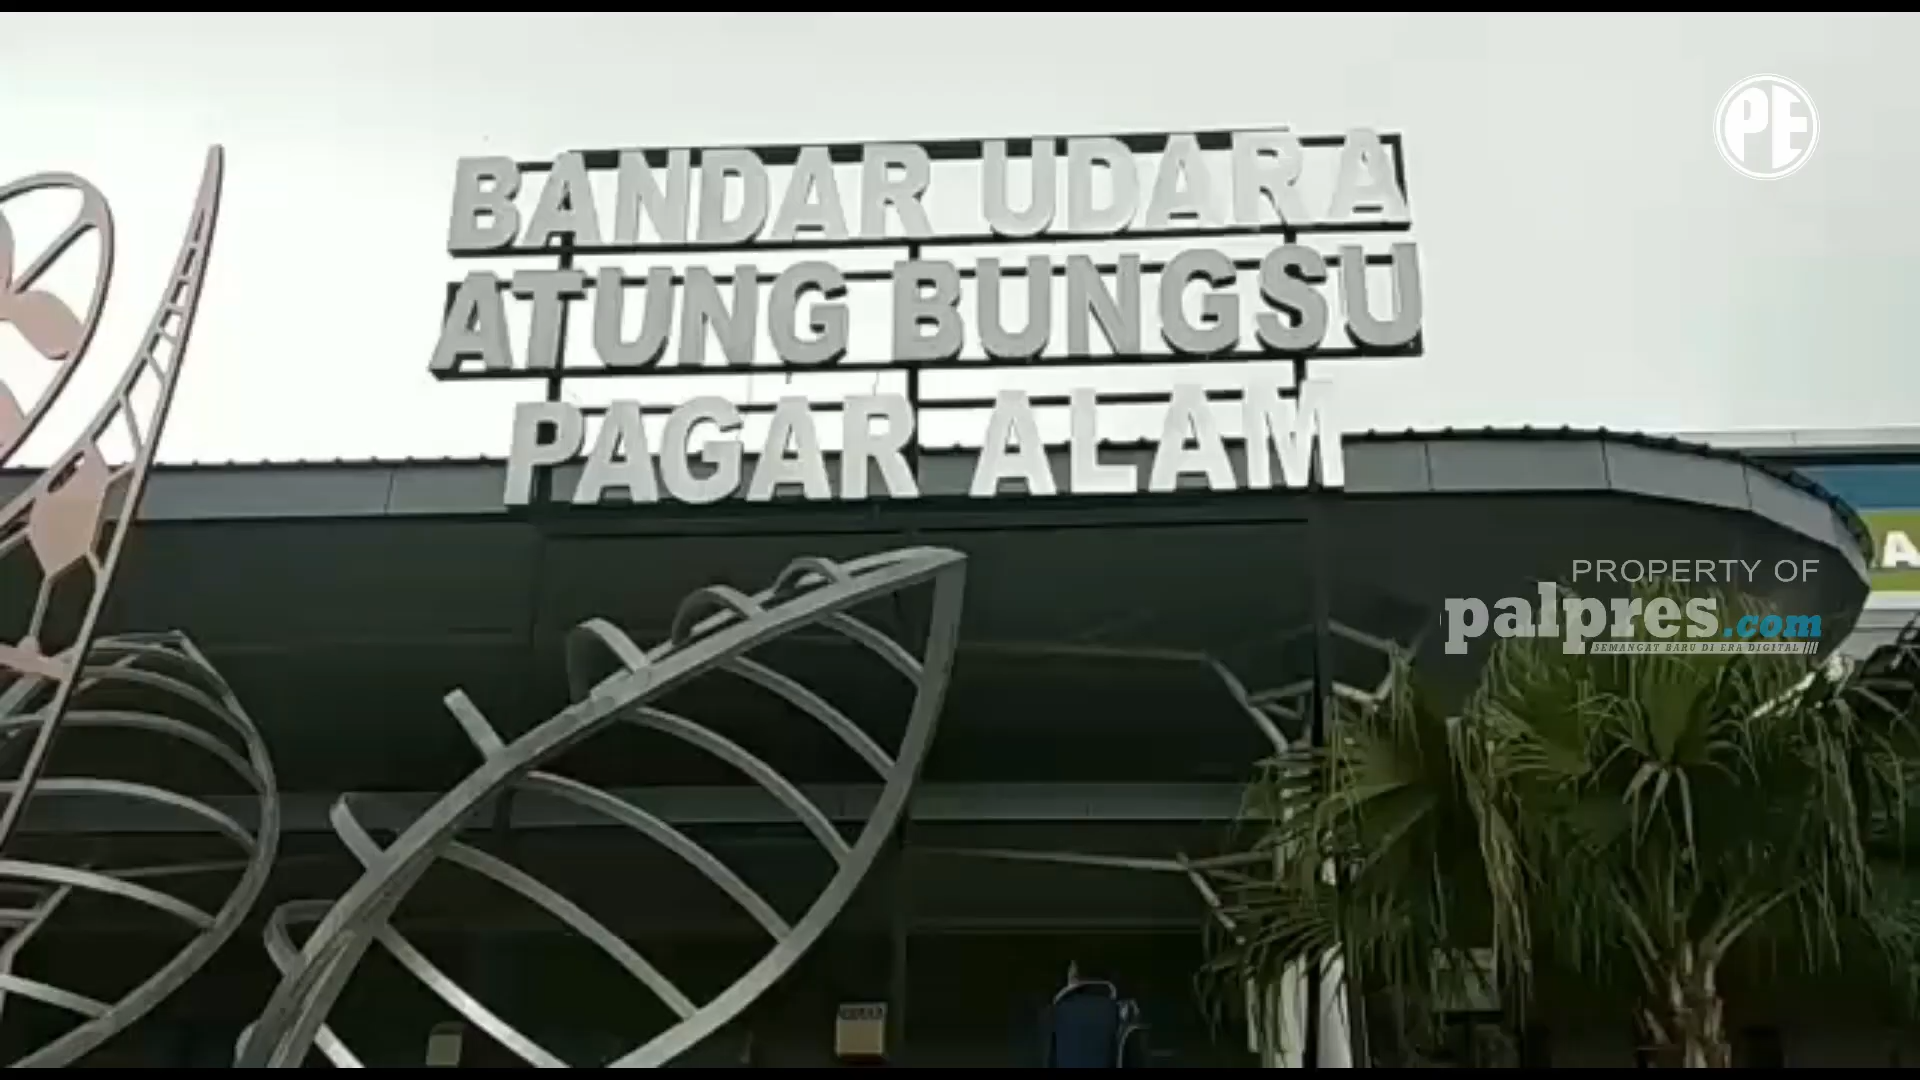 PE
BANDAR UDARA
ATUNG BUNGSU
PAGAR ALAM
A
PROPERTY OF
palpres.com
SEMANGAT BARU DI ERA DIGITAL